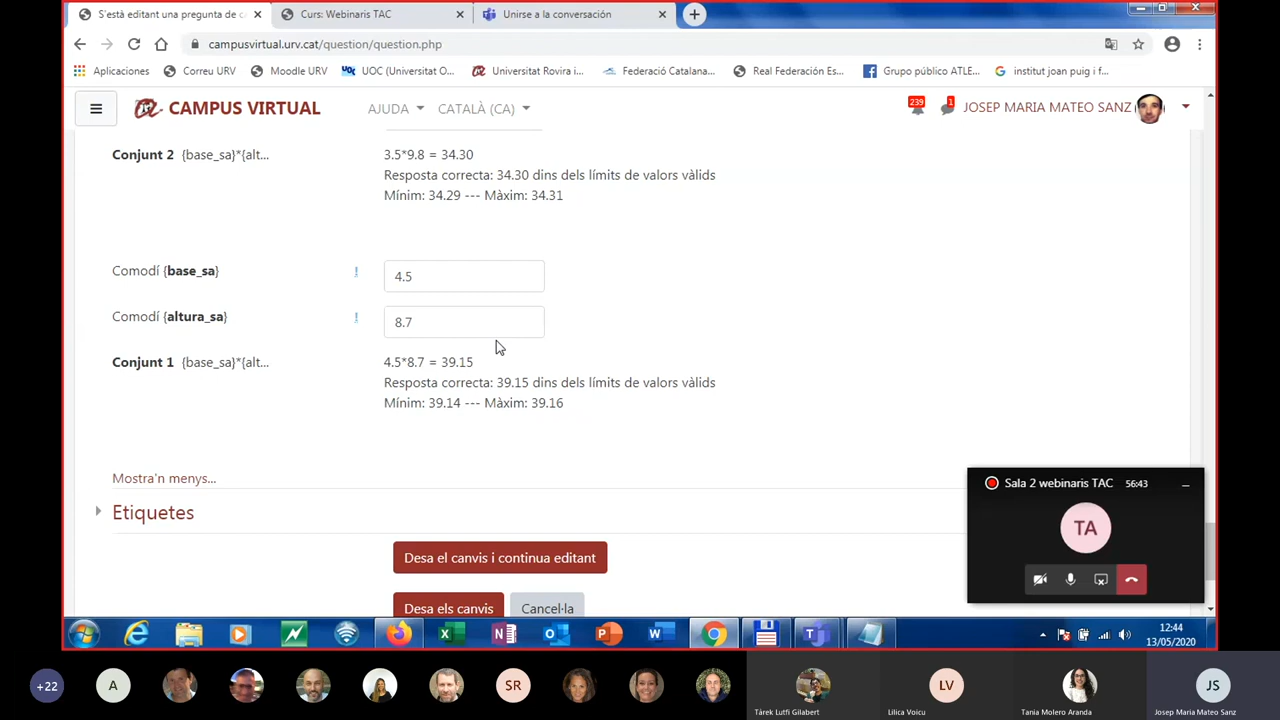 S'està editant una pregunta de c
Curs: Webinaris TAC
Unirse a la conversación
campusvirtual.urv.cat/question/question.php
Aplicaciones
Correu URV
Moodle URV
UOC (Universitat O...
Universitat Rovira i...
Federació Catalana...
Real Federación Es...
Grupo público ATLE...
institut joan puig i f...
CAMPUS VIRTUAL
AJUDA
CATALÀ (CA)
239
1
JOSEP MARIA MATEO SANZ
Conjunt 2 {base_sa}*{alt...
3.5*9.8 = 34.30
Resposta correcta: 34.30 dins dels límits de valors vàlids
Mínim: 34.29 --- Màxim: 34.31
Comodí {base_sa}
!
4.5
Comodí {altura_sa}
!
8.7
Conjunt 1 {base_sa}*{alt...
4.5*8.7 = 39.15
Resposta correcta: 39.15 dins dels límits de valors vàlids
Mínim: 39.14 --- Màxim: 39.16
Mostra'n menys...
Etiquetes
Desa el canvis i continua editant
Desa els canvis
Cancel·la
Sala 2 webinaris TAC 56:43
TA
12:44
13/05/2020
+22
A
SR
LV
JS
Tàrek Lutfi Gilabert
Lilica Voicu
Tania Molero Aranda
Josep Maria Mateo Sanz